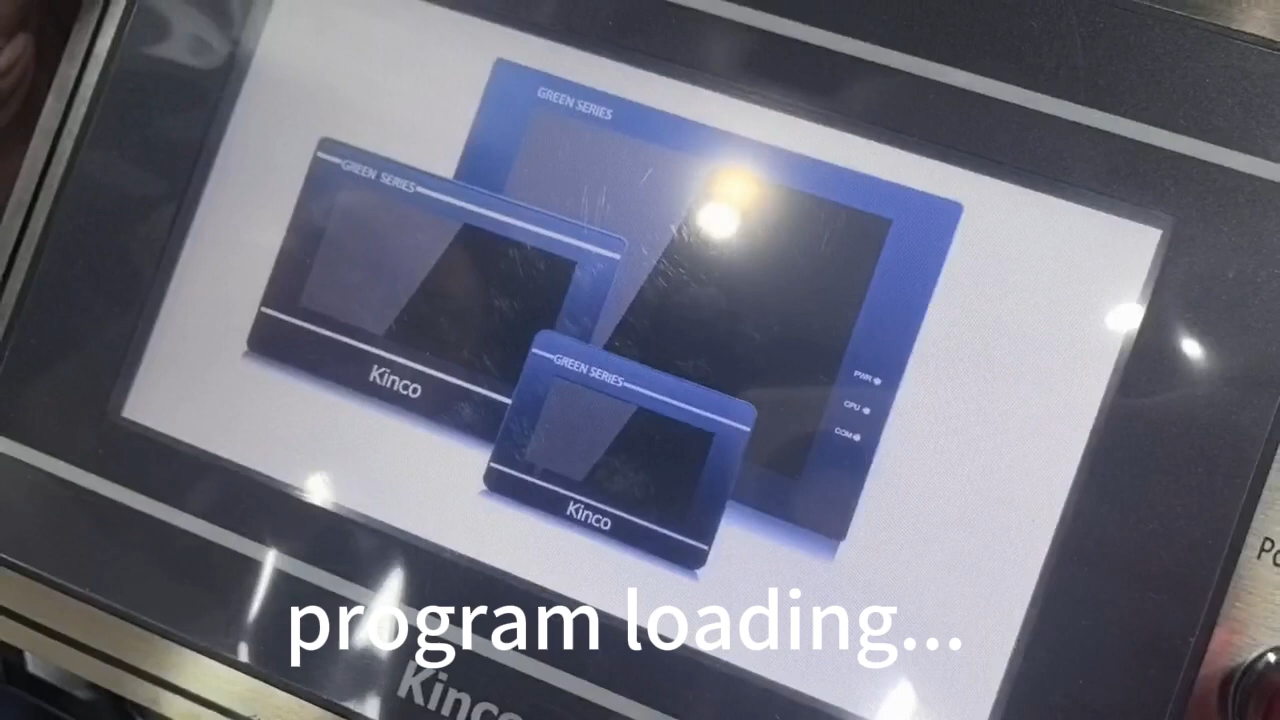 GREEN SERIES
GREEN SERIES
PWR
CPU
COM
Kinco
GREEN SERIES
Kinco
program loading...
Kinco